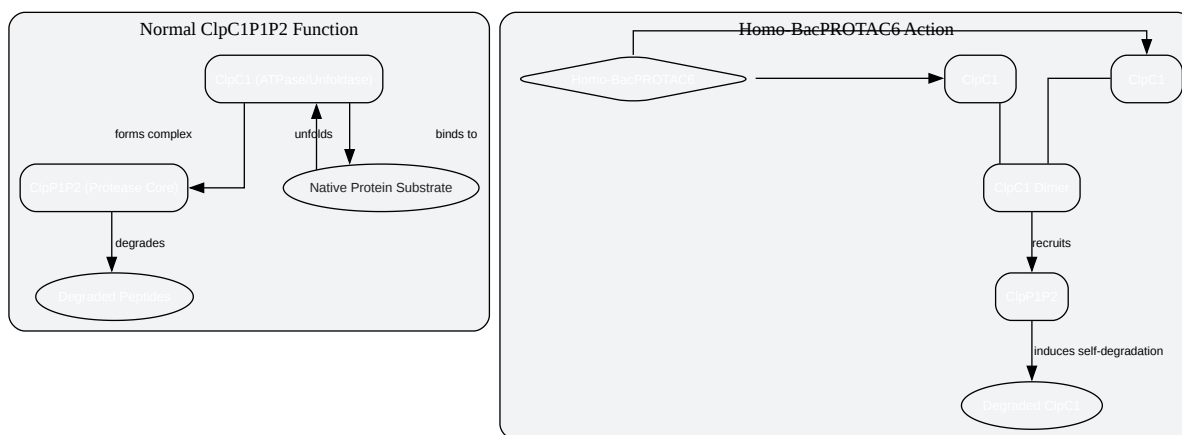 Normal ClpC1P1P2 Function
ClpC1 (ATPase/Unfoldase)
forms complex
unfolds
binds to
ClpP1P2 (Protease Core)
Native Protein Substrate
degrades
Degraded Peptides
Homo-BacPROTAC6 Action
Homo-BacPROTAC6
ClpC1
ClpC1
ClpC1 Dimer
recruits
ClpP1P2
induces self-degradation
Degraded ClpC1